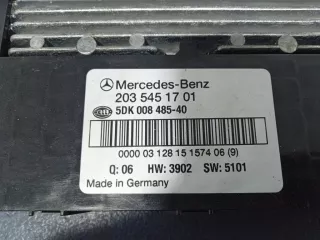 Mercedes-Benz
203 545 17 01
HELLA 5DK 008 485-40
0000 03 128 15 1574 06 (9)
Q: 06 HW: 3902 SW: 5101
Made in Germany